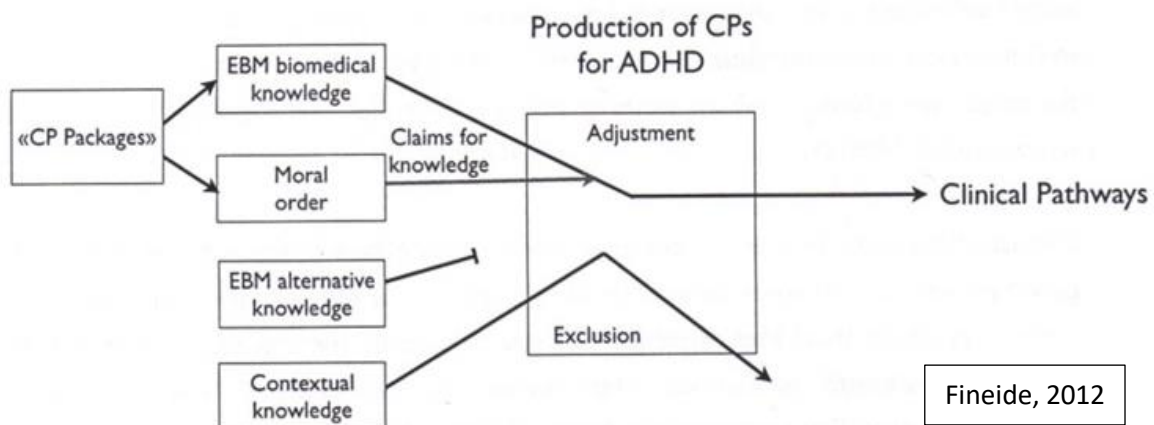 Production of CPs
for ADHD
EBM biomedical
knowledge
«CP Packages»
Claims for
knowledge
Adjustment
Moral
order
Clinical Pathways
EBM alternative
knowledge
Exclusion
Contextual
knowledge
Fineide, 2012